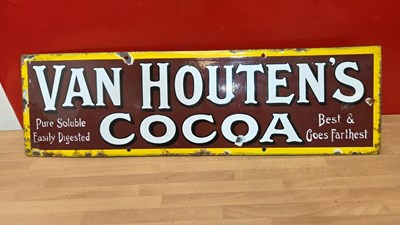 VAN HOUTEN'S
Pure Soluble
Easily Digested
COCOA
Best &
Goes Farthest